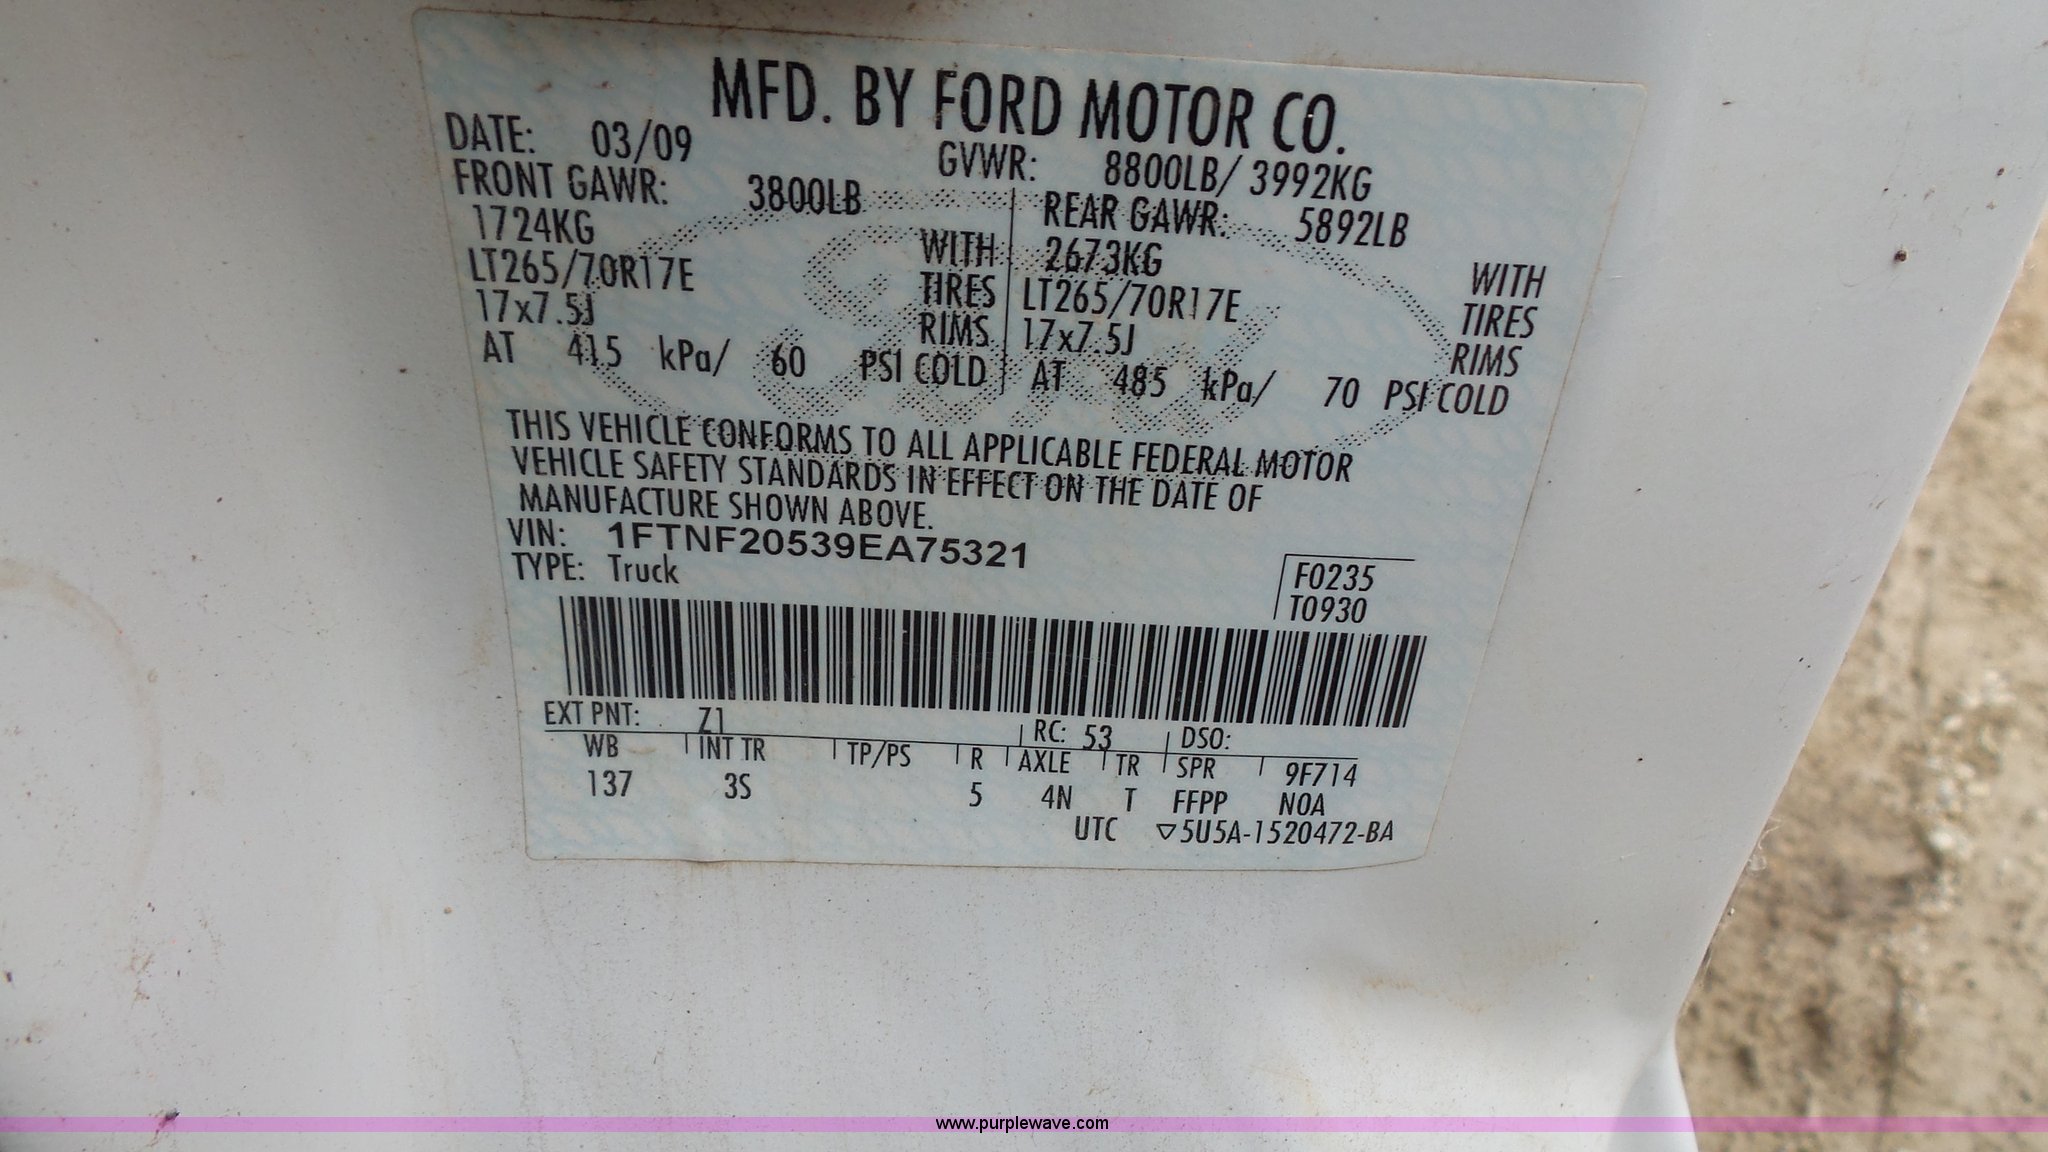 MFD. BY FORD MOTOR CO.
DATE: 03/09 GVWR: 8800LB/ 3992KG
FRONT GAWR: 3800LB REAR GAWR: 5892LB
1724KG WITH 2673KG WITH
LT265/70R17E TIRES LT265/70R17E TIRES
17x7.5J RIMS 17x7.5J RIMS
AT 415 kPa/ 60 PSI COLD AT 485 kPa/ 70 PSI COLD
THIS VEHICLE CONFORMS TO ALL APPLICABLE FEDERAL MOTOR
VEHICLE SAFETY STANDARDS IN EFFECT ON THE DATE OF
MANUFACTURE SHOWN ABOVE.
VIN: 1FTNF20539EA75321
TYPE: Truck
F0235
T0930
EXT PNT: Z1 RC: 53 DSO:
WB INT TR TP/PS R AXLE TR SPR 9F714
137 3S 5 4N T FFPP NOA
UTC ▽5U5A-1520472-BA
www.purplewave.com